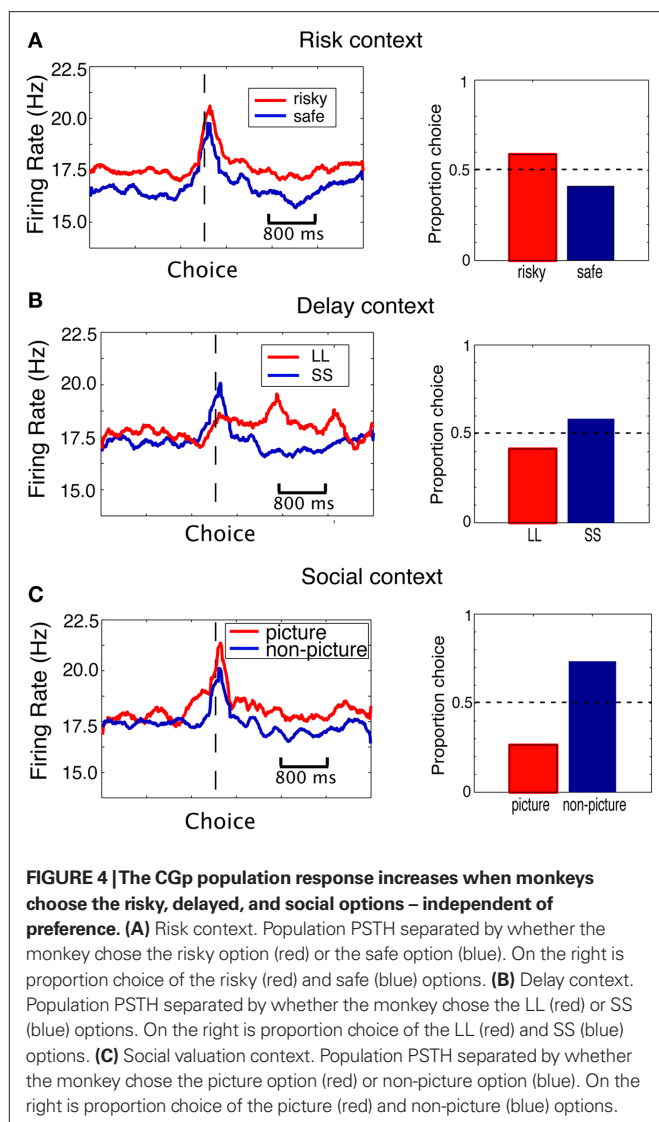 A
Risk context
22.5
20.0
17.5
15.0
Firing Rate (Hz)
risky
safe
800 ms
Choice
1
0.5
0
Proportion choice
risky safe
B
Delay context
22.5
20.0
17.5
15.0
Firing Rate (Hz)
LL
SS
800 ms
Choice
1
0.5
0
Proportion choice
LL SS
Social context
C
22.5
20.0
17.5
15.0
Firing Rate (Hz)
picture
non-picture
800 ms
Choice
1
0.5
0
Proportion choice
picture non-picture
FIGURE 4 | The CGp population response increases when monkeys
choose the risky, delayed, and social options – independent of
preference. (A) Risk context. Population PSTH separated by whether the
monkey chose the risky option (red) or the safe option (blue). On the right is
proportion choice of the risky (red) and safe (blue) options. (B) Delay context.
Population PSTH separated by whether the monkey chose the LL (red) or SS
(blue) options. On the right is proportion choice of the LL (red) and SS (blue)
options. (C) Social valuation context. Population PSTH separated by whether
the monkey chose the picture option (red) or non-picture option (blue). On the
right is proportion choice of the picture (red) and non-picture (blue) options.